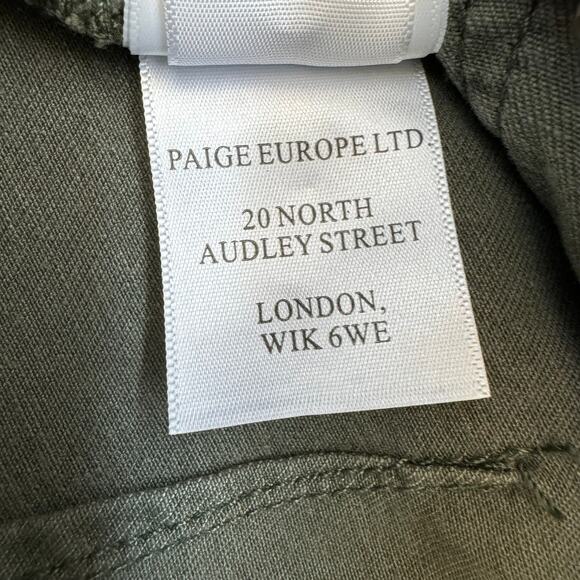 PAIGE EUROPE LTD
20 NORTH
AUDLEY STREET
LONDON,
WIK 6WE